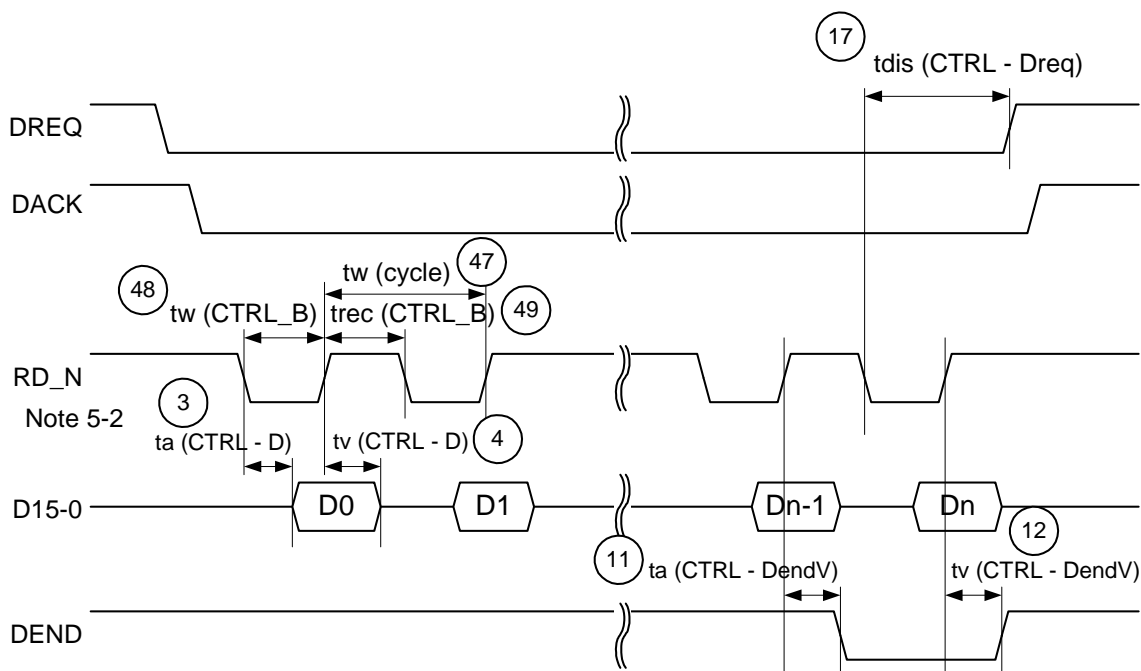 17
tdis (CTRL - Dreq)
DREQ
DACK
47
tw (cycle)
48
tw (CTRL_B)
trec (CTRL_B)
49
RD_N
Note 5-2
3
ta (CTRL - D)
tv (CTRL - D)
4
D15-0
D0
D1
Dn-1
Dn
12
11
ta (CTRL - DendV)
tv (CTRL - DendV)
DEND